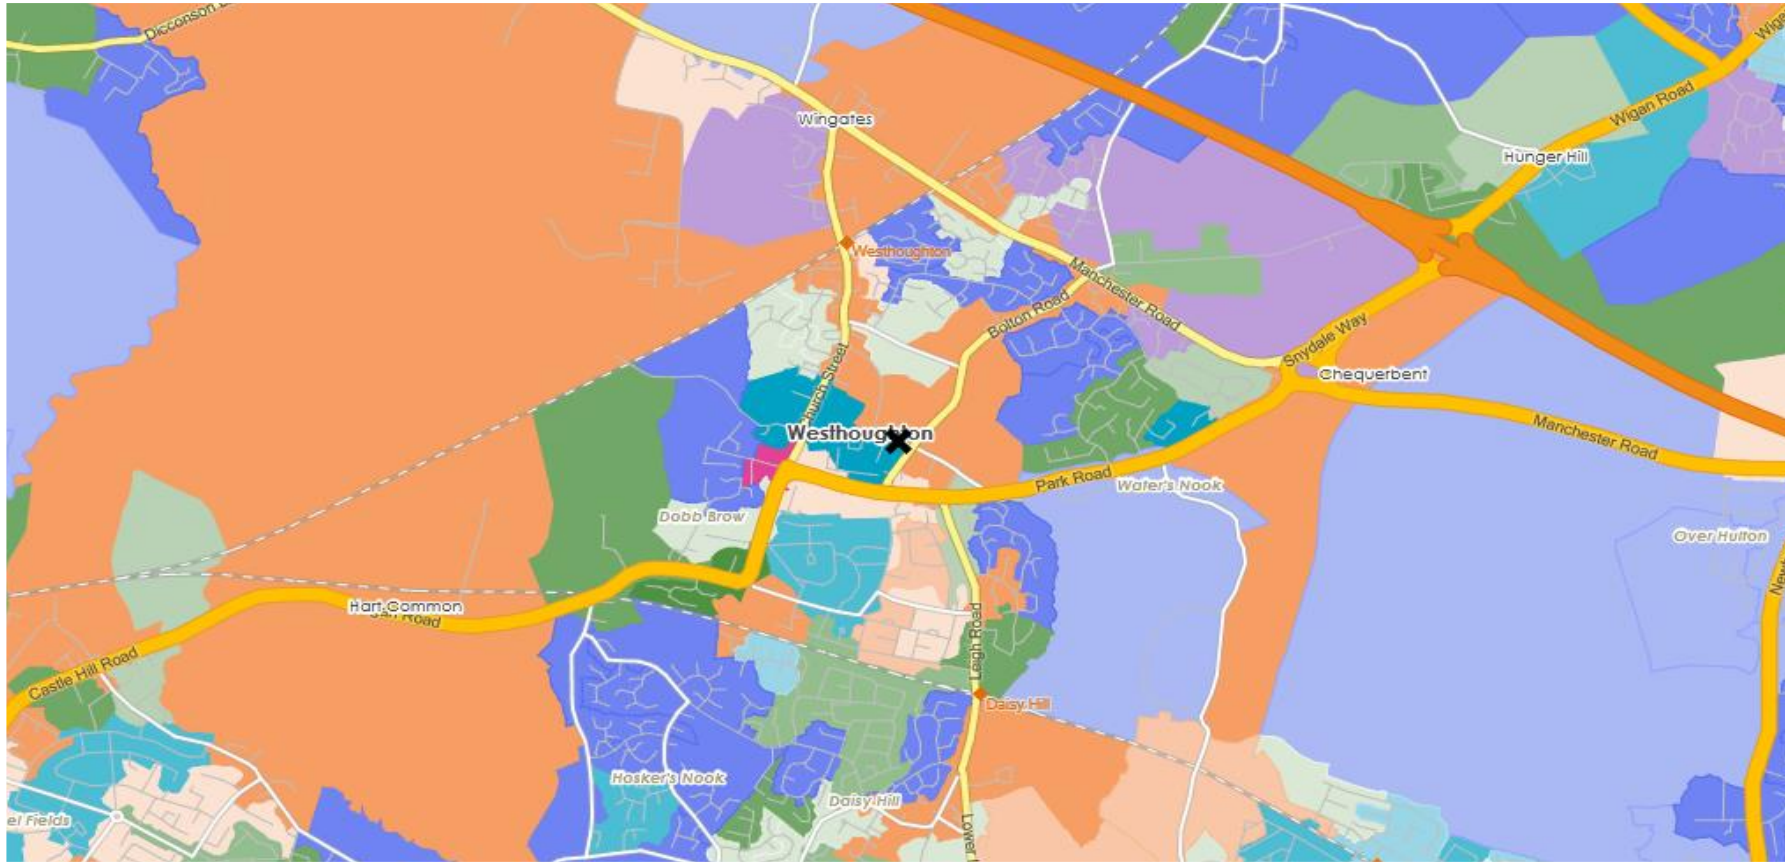 Dicconson
Wigan
Wigan Road
Wingates
Hunger Hill
Westhoughton
Manchester Road
Bolton Road
Snydale Way
Church Street
Chequerbent
Westhoughton
Manchester Road
Park Road
Water's Nook
Dobb Brow
Over Hulton
Hart Common
gan Road
Leigh Road
Castle Hill Road
Daisy Hill
Hosker's Nook
Daisy Hill
el Fields
Lower